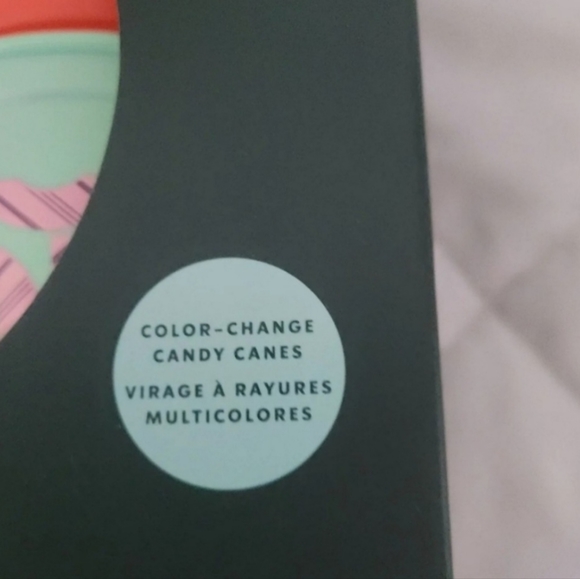 COLOR-CHANGE
CANDY CANES
VIRAGE À RAYURES
MULTICOLORES